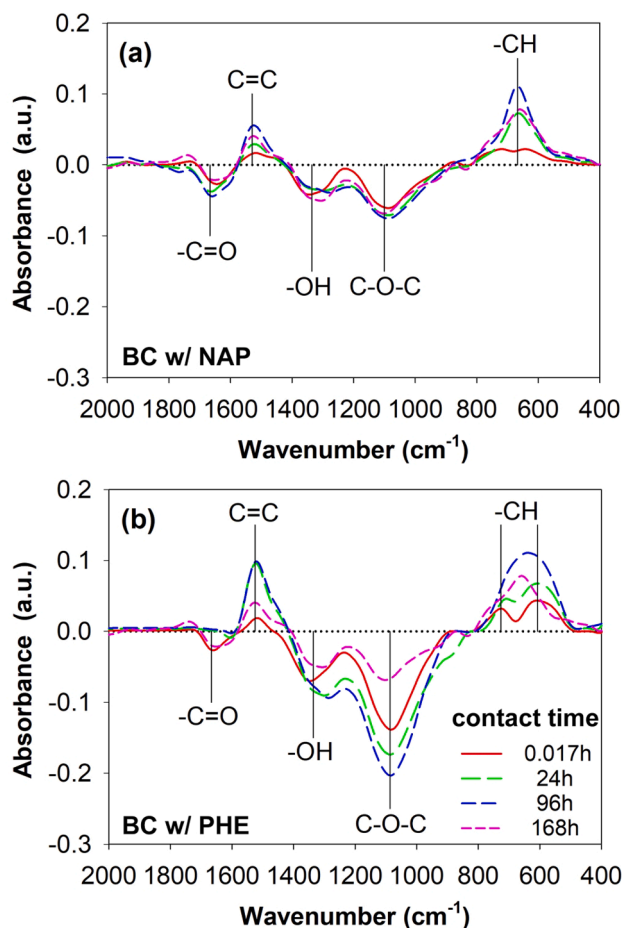 (a)
C=C
-CH
-C=O
-OH
C-O-C
BC w/ NAP
Absorbance (a.u.)
0.2
0.1
0.0
-0.1
-0.2
-0.3
2000 1800 1600 1400 1200 1000 800 600 400
Wavenumber (cm⁻¹)
(b)
C=C
-CH
-C=O
-OH
C-O-C
contact time
0.017h
24h
96h
168h
BC w/ PHE
Absorbance (a.u.)
0.2
0.1
0.0
-0.1
-0.2
-0.3
2000 1800 1600 1400 1200 1000 800 600 400
Wavenumber (cm⁻¹)